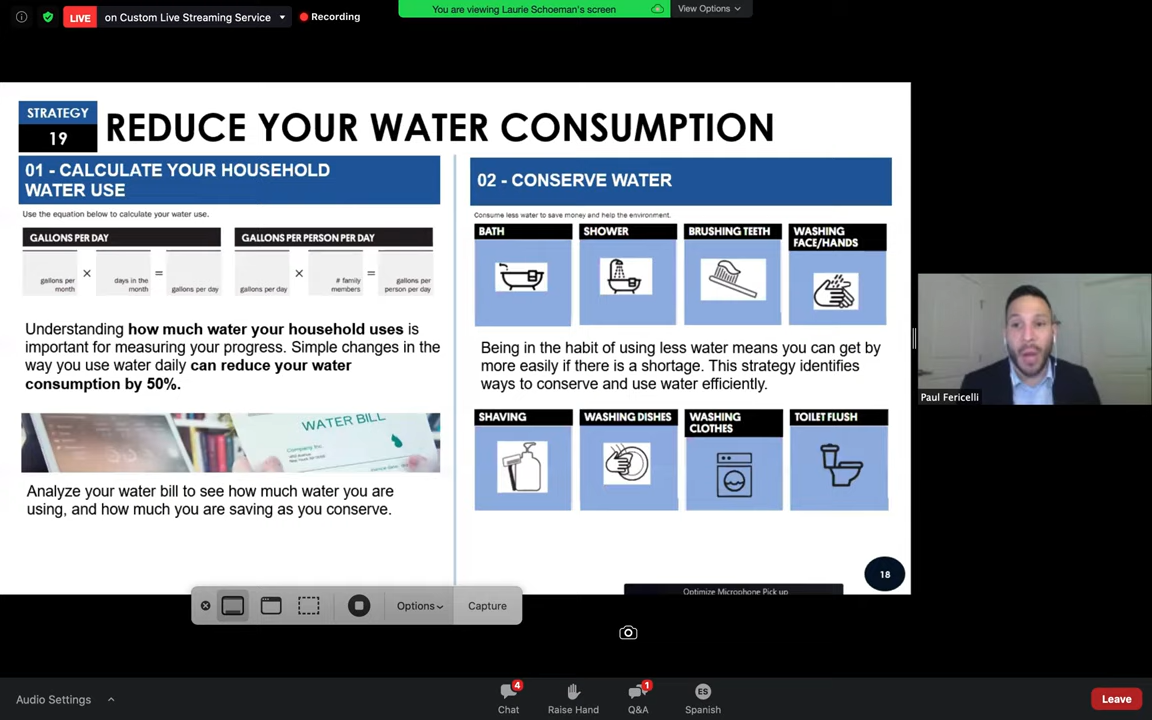 LIVE
on Custom Live Streaming Service
Recording
You are viewing Laurie Schoeman's screen
View Options
STRATEGY
19
REDUCE YOUR WATER CONSUMPTION
01 - CALCULATE YOUR HOUSEHOLD
WATER USE
Use the equation below to calculate your water use.
GALLONS PER DAY
gallons per
month
×
days in the
month
=
gallons per day
GALLONS PER PERSON PER DAY
gallons per day
×
# family
members
=
gallons per
person per day
Understanding how much water your household uses is
important for measuring your progress. Simple changes in the
way you use water daily can reduce your water
consumption by 50%.
WATER BILL
Company Inc.
Analyze your water bill to see how much water you are
using, and how much you are saving as you conserve.
02 - CONSERVE WATER
Consume less water to save money and help the environment.
BATH
SHOWER
BRUSHING TEETH
WASHING
FACE/HANDS
Being in the habit of using less water means you can get by
more easily if there is a shortage. This strategy identifies
ways to conserve and use water efficiently.
SHAVING
WASHING DISHES
WASHING
CLOTHES
TOILET FLUSH
18
Optimize Microphone Pick up
Paul Fericelli
Options
Capture
Audio Settings
4
Chat
Raise Hand
1
Q&A
ES
Spanish
Leave